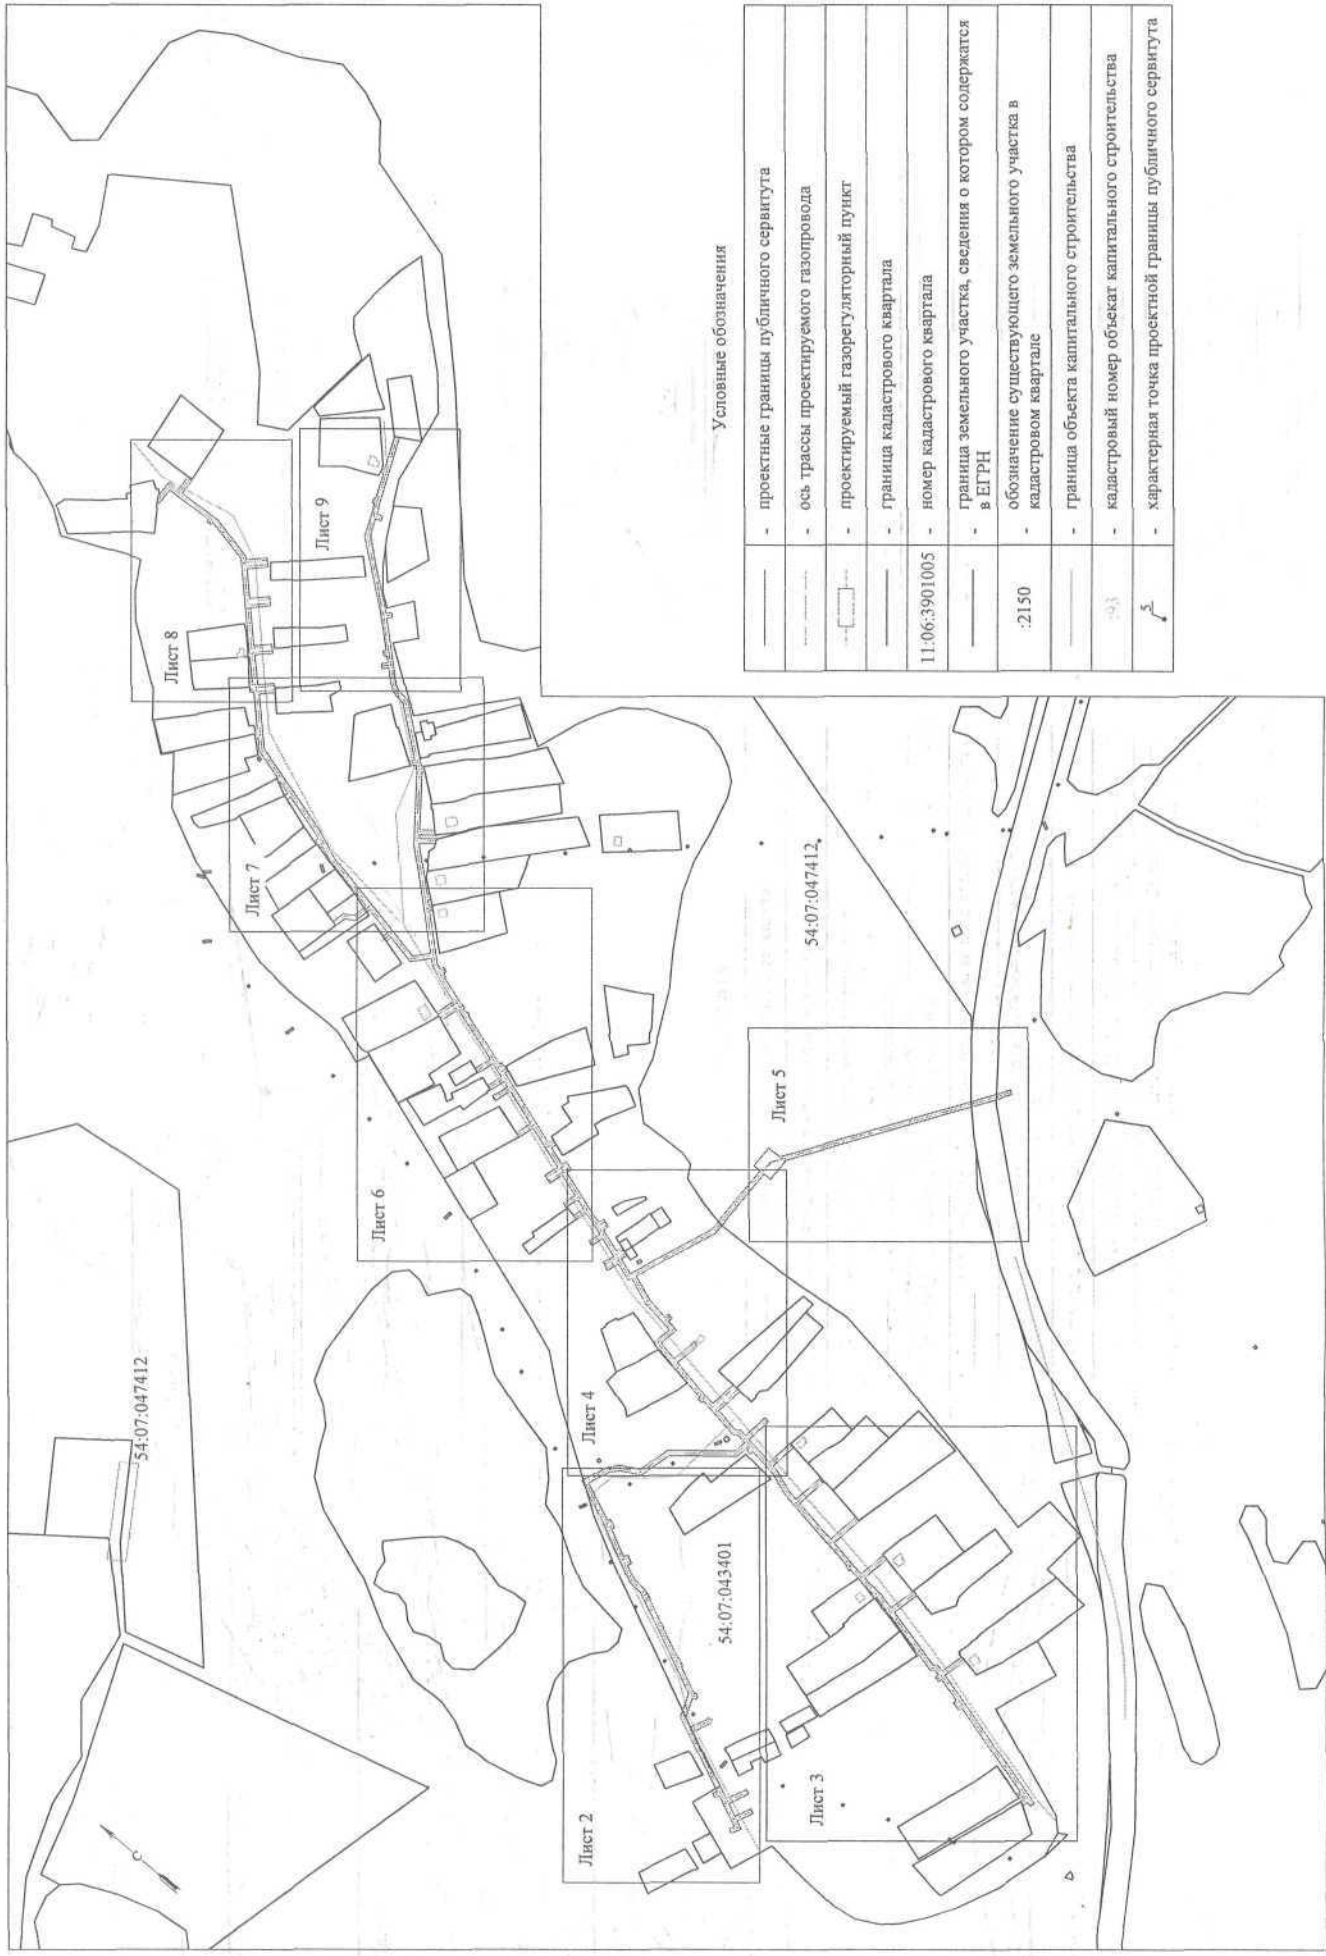 Условные обозначения
- проектные границы публичного сервитута
- ось трассы проектируемого газопровода
- проектируемый газорегуляторный пункт
- граница кадастрового квартала
11:06:3901005 - номер кадастрового квартала
- граница земельного участка, сведения о котором содержатся
в ЕГРН
:2150 - обозначение существующего земельного участка в
кадастровом квартале
- граница объекта капитального строительства
:93 - кадастровый номер объекат капитального строительства
5 - характерная точка проектной границы публичного сервитута
54:07:047412
С
Лист 8
Лист 9
Лист 7
Лист 6
54:07:047412
Лист 5
Лист 4
54:07:043401
Лист 2
Лист 3